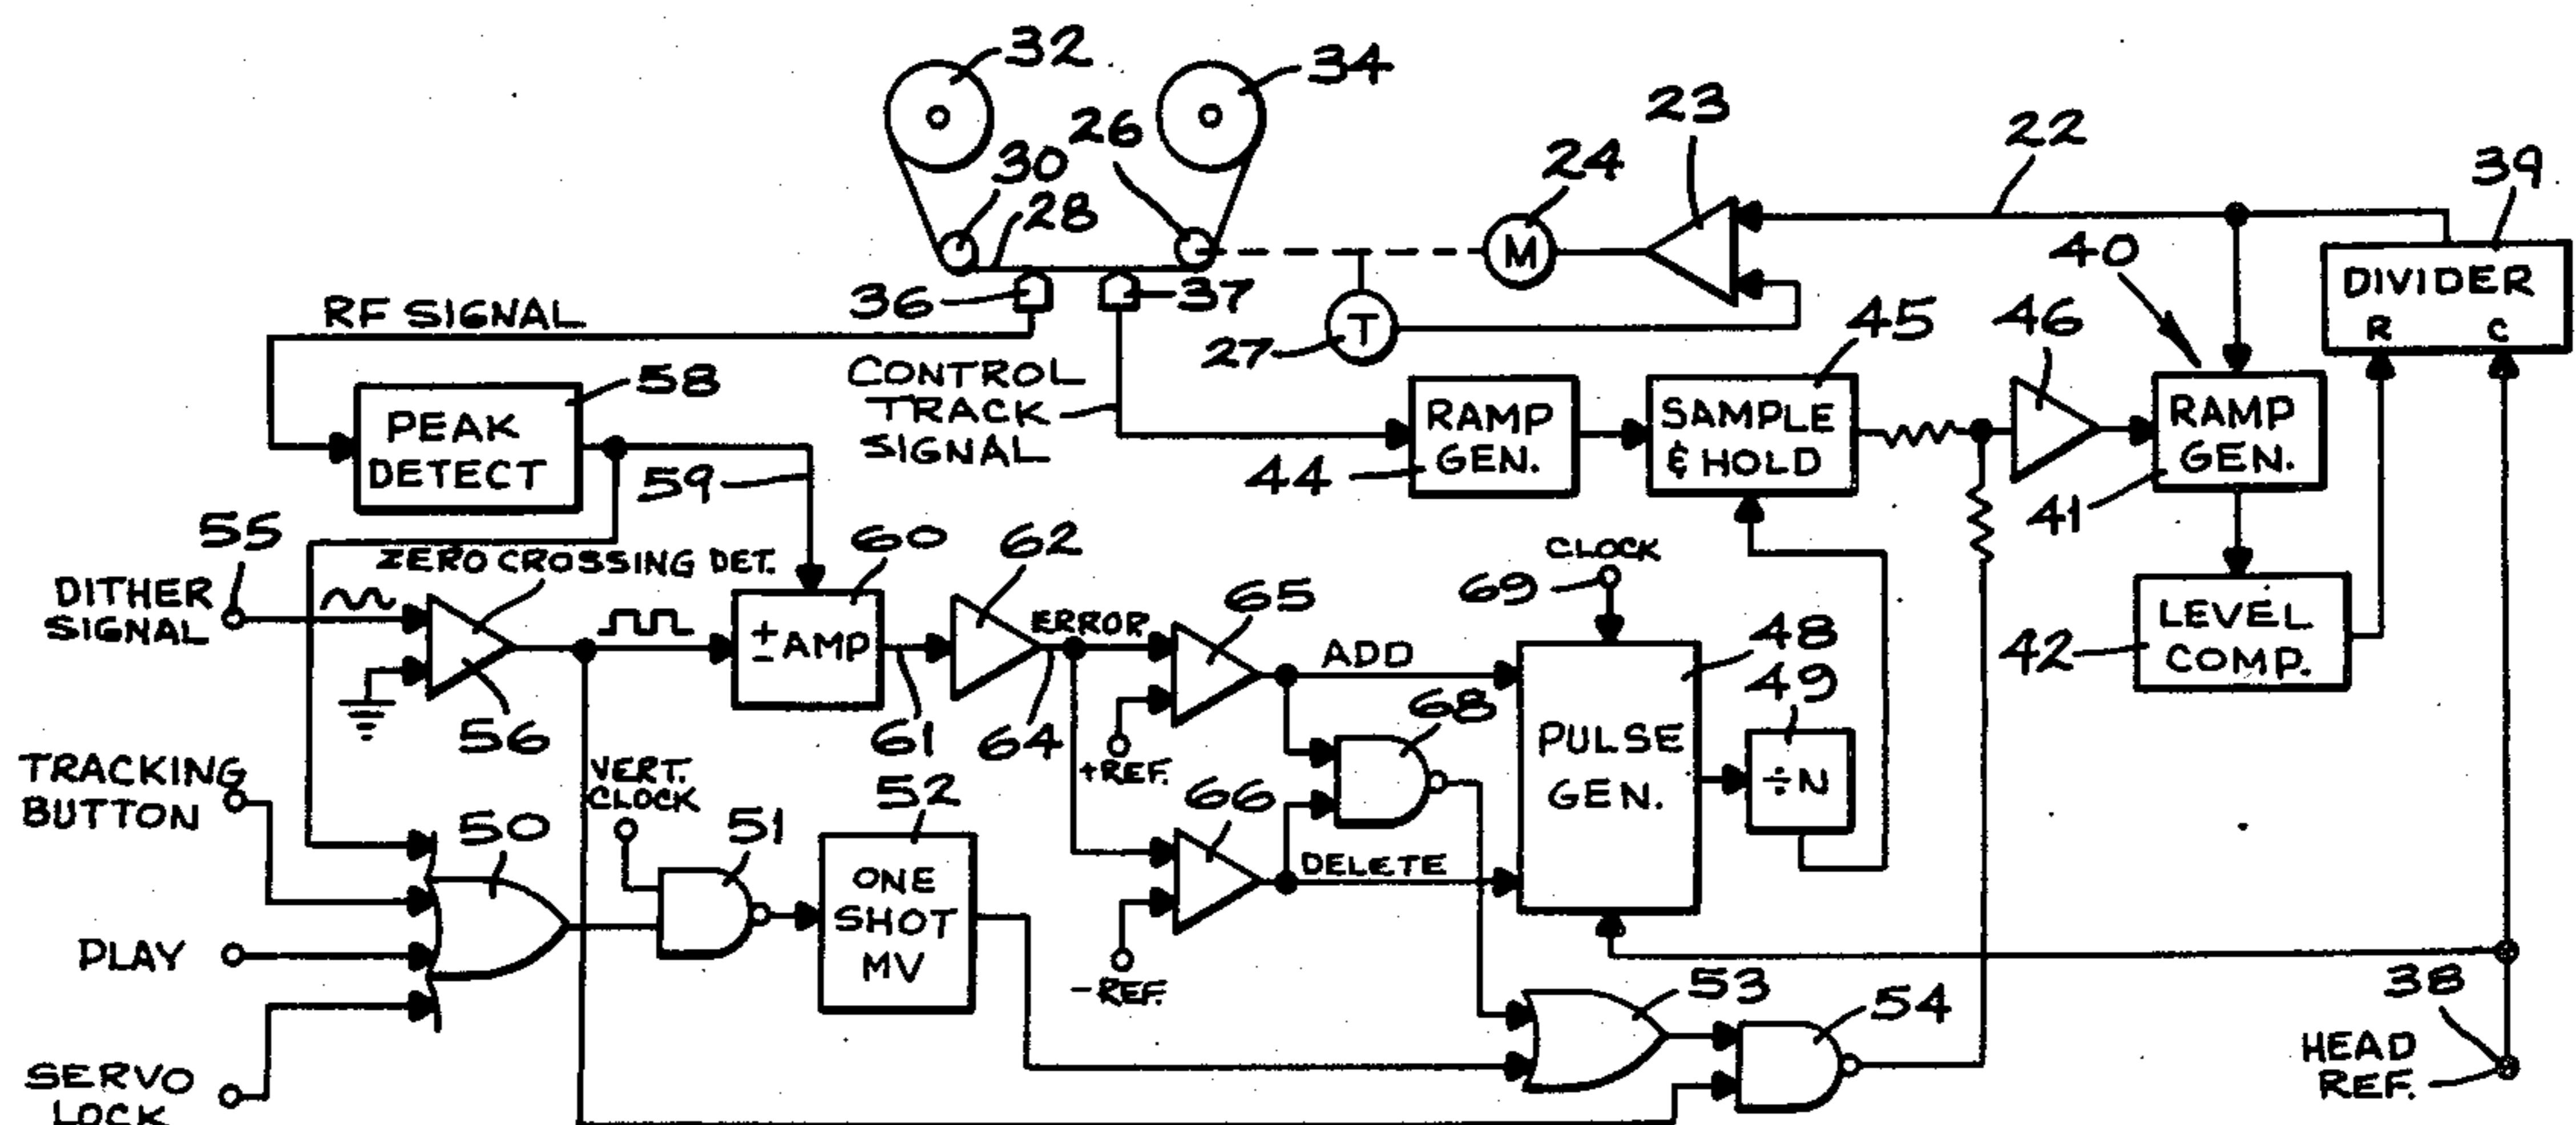 32
34
26
23
22
39
30
24
28
40
M
DIVIDER
R C
36
37
RF SIGNAL
T
27
45
46
58
CONTROL
TRACK
SIGNAL
PEAK
DETECT
RAMP
GEN.
SAMPLE
& HOLD
RAMP
GEN.
59
44
41
55
ZERO CROSSING DET.
60
62
CLOCK
69
DITHER
SIGNAL
± AMP
ERROR
65
ADD
48
LEVEL
COMP.
42
56
61
64
+REF.
68
49
PULSE
GEN.
÷N
TRACKING
BUTTON
VERT.
CLOCK
52
66
50
51
ONE
SHOT
MV
DELETE
PLAY
-REF.
53
54
38
SERVO
LOCK
HEAD
REF.